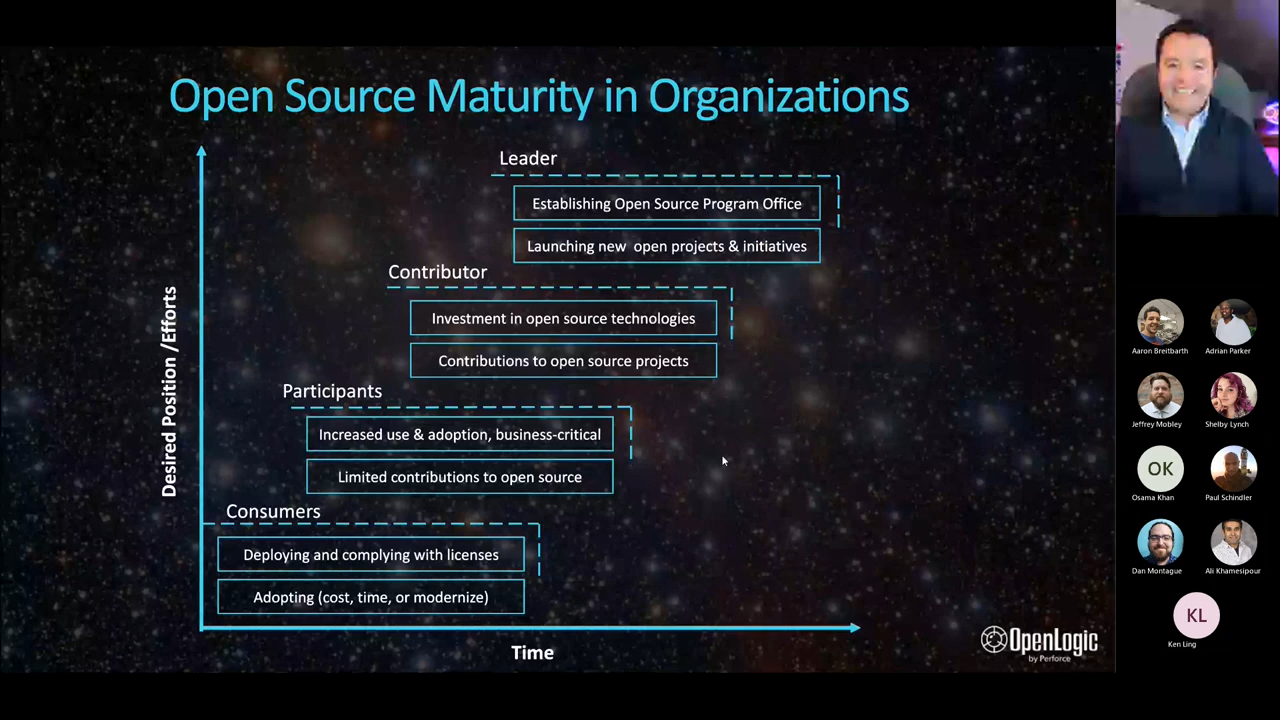 Open Source Maturity in Organizations
Leader
Establishing Open Source Program Office
Launching new open projects & initiatives
Contributor
Investment in open source technologies
Contributions to open source projects
Participants
Increased use & adoption, business-critical
Limited contributions to open source
Consumers
Deploying and complying with licenses
Adopting (cost, time, or modernize)
Desired Position /Efforts
Time
OpenLogic
by Perforce
Aaron Breitbarth
Adrian Parker
Jeffrey Mobley
Shelby Lynch
OK
Osama Khan
Paul Schindler
Dan Montague
Ali Khamesipour
KL
Ken Ling